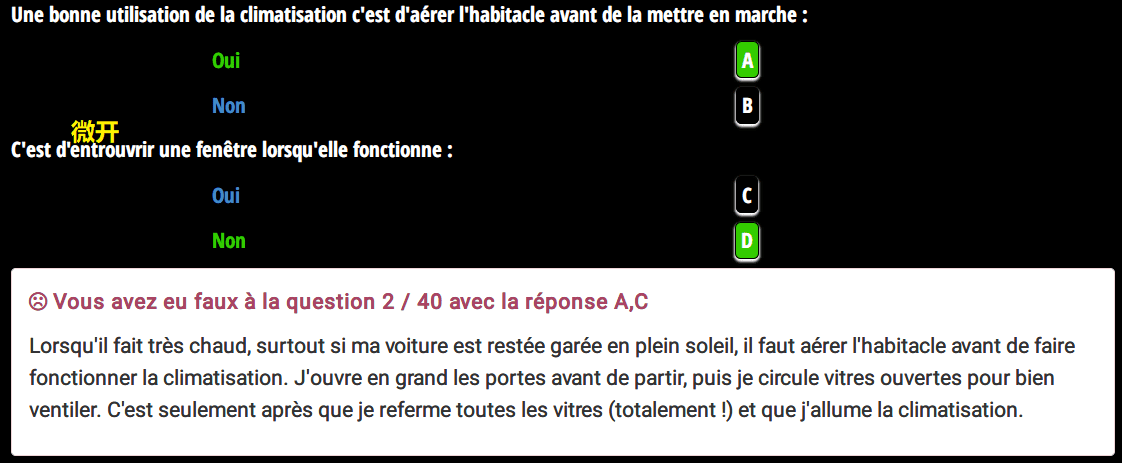 Une bonne utilisation de la climatisation c'est d'aérer l'habitacle avant de la mettre en marche :
Oui A
Non B
微开
C'est d'entrouvrir une fenêtre lorsqu'elle fonctionne :
Oui C
Non D
Vous avez eu faux à la question 2 / 40 avec la réponse A,C
Lorsqu'il fait très chaud, surtout si ma voiture est restée garée en plein soleil, il faut aérer l'habitacle avant de faire
fonctionner la climatisation. J'ouvre en grand les portes avant de partir, puis je circule vitres ouvertes pour bien
ventiler. C'est seulement après que je referme toutes les vitres (totalement !) et que j'allume la climatisation.